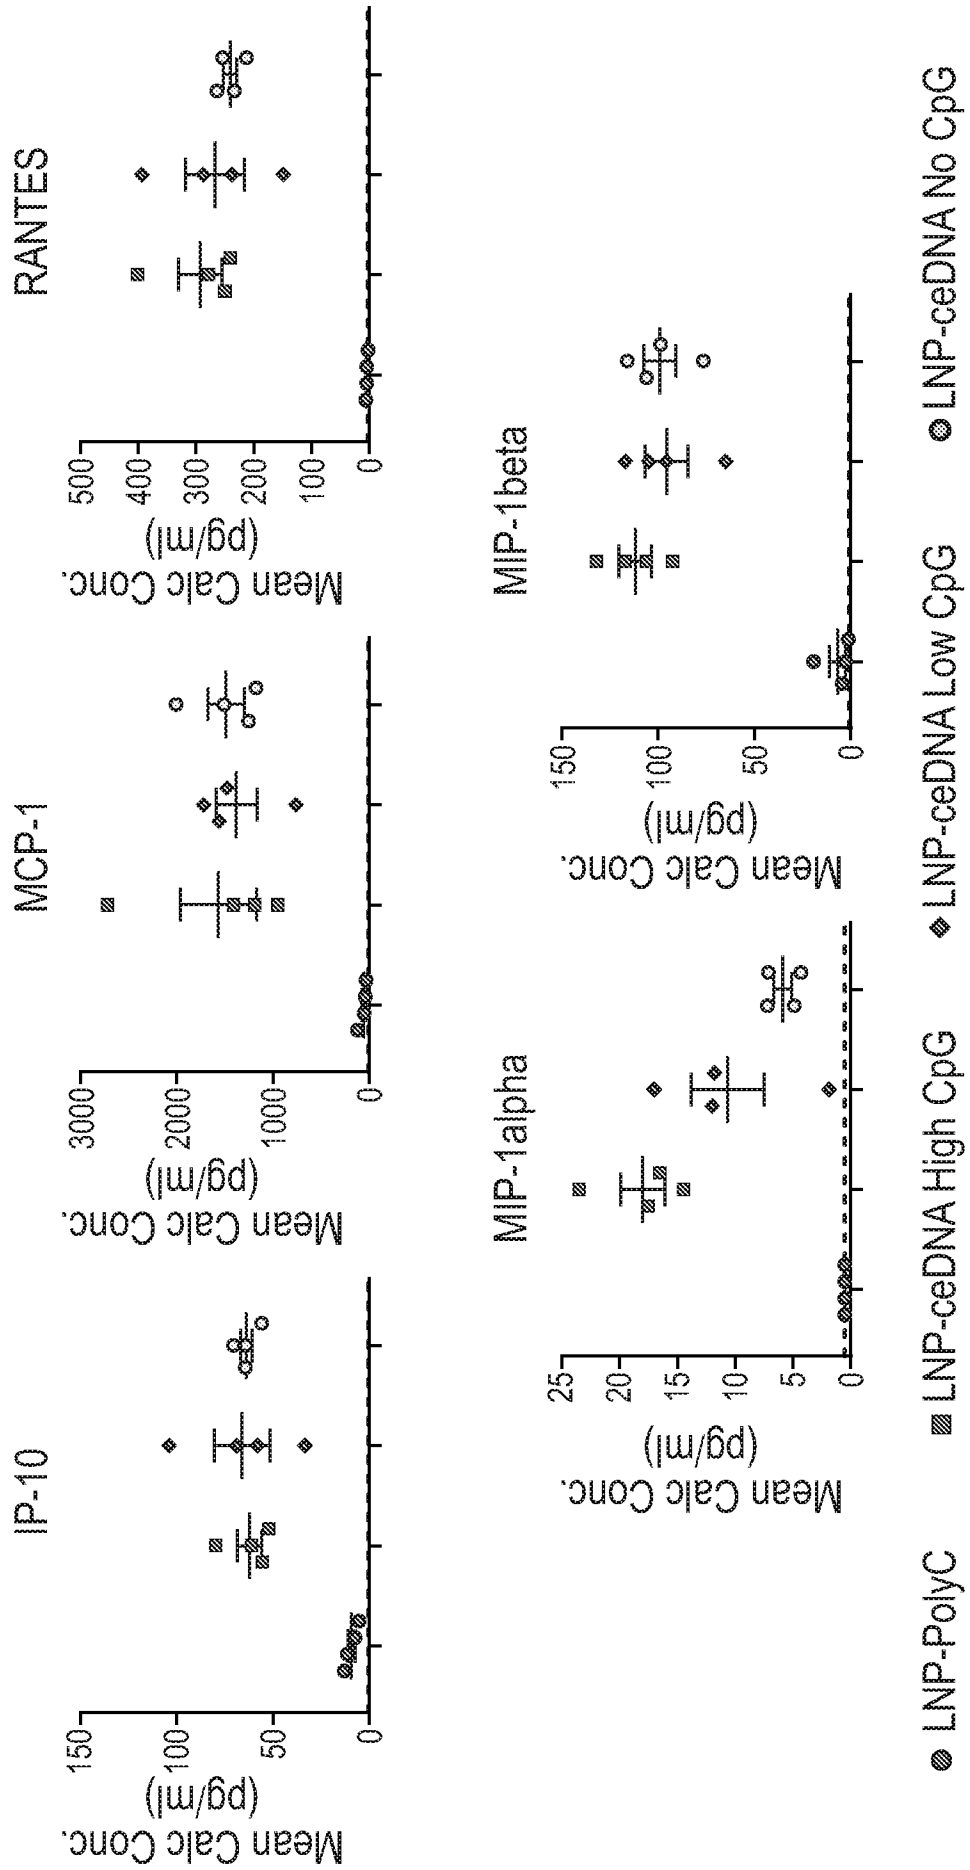 IP-10
Mean Calc Conc.
(pg/ml)
150
100
50
0
MCP-1
Mean Calc Conc.
(pg/ml)
3000
2000
1000
0
RANTES
Mean Calc Conc.
(pg/ml)
500
400
300
200
100
0
MIP-1alpha
Mean Calc Conc.
(pg/ml)
25
20
15
10
5
0
MIP-1beta
Mean Calc Conc.
(pg/ml)
150
100
50
0
LNP-PolyC
LNP-ceDNA High CpG
LNP-ceDNA Low CpG
LNP-ceDNA No CpG